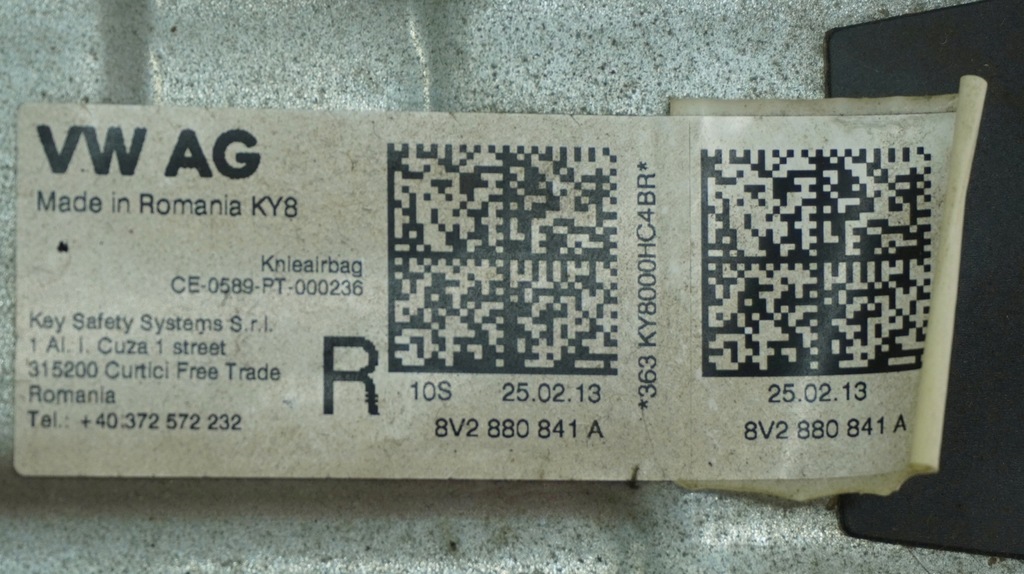 VW AG
Made in Romania KY8
Knieairbag
CE-0589-PT-000236
Key Safety Systems S.r.l.
1 Al. I. Cuza 1 street
315200 Curtici Free Trade
Romania
Tel.: +40 372 572 232
R
10S 25.02.13
8V2 880 841 A
*363 KY8000HC4BR*
25.02.13
8V2 880 841 A